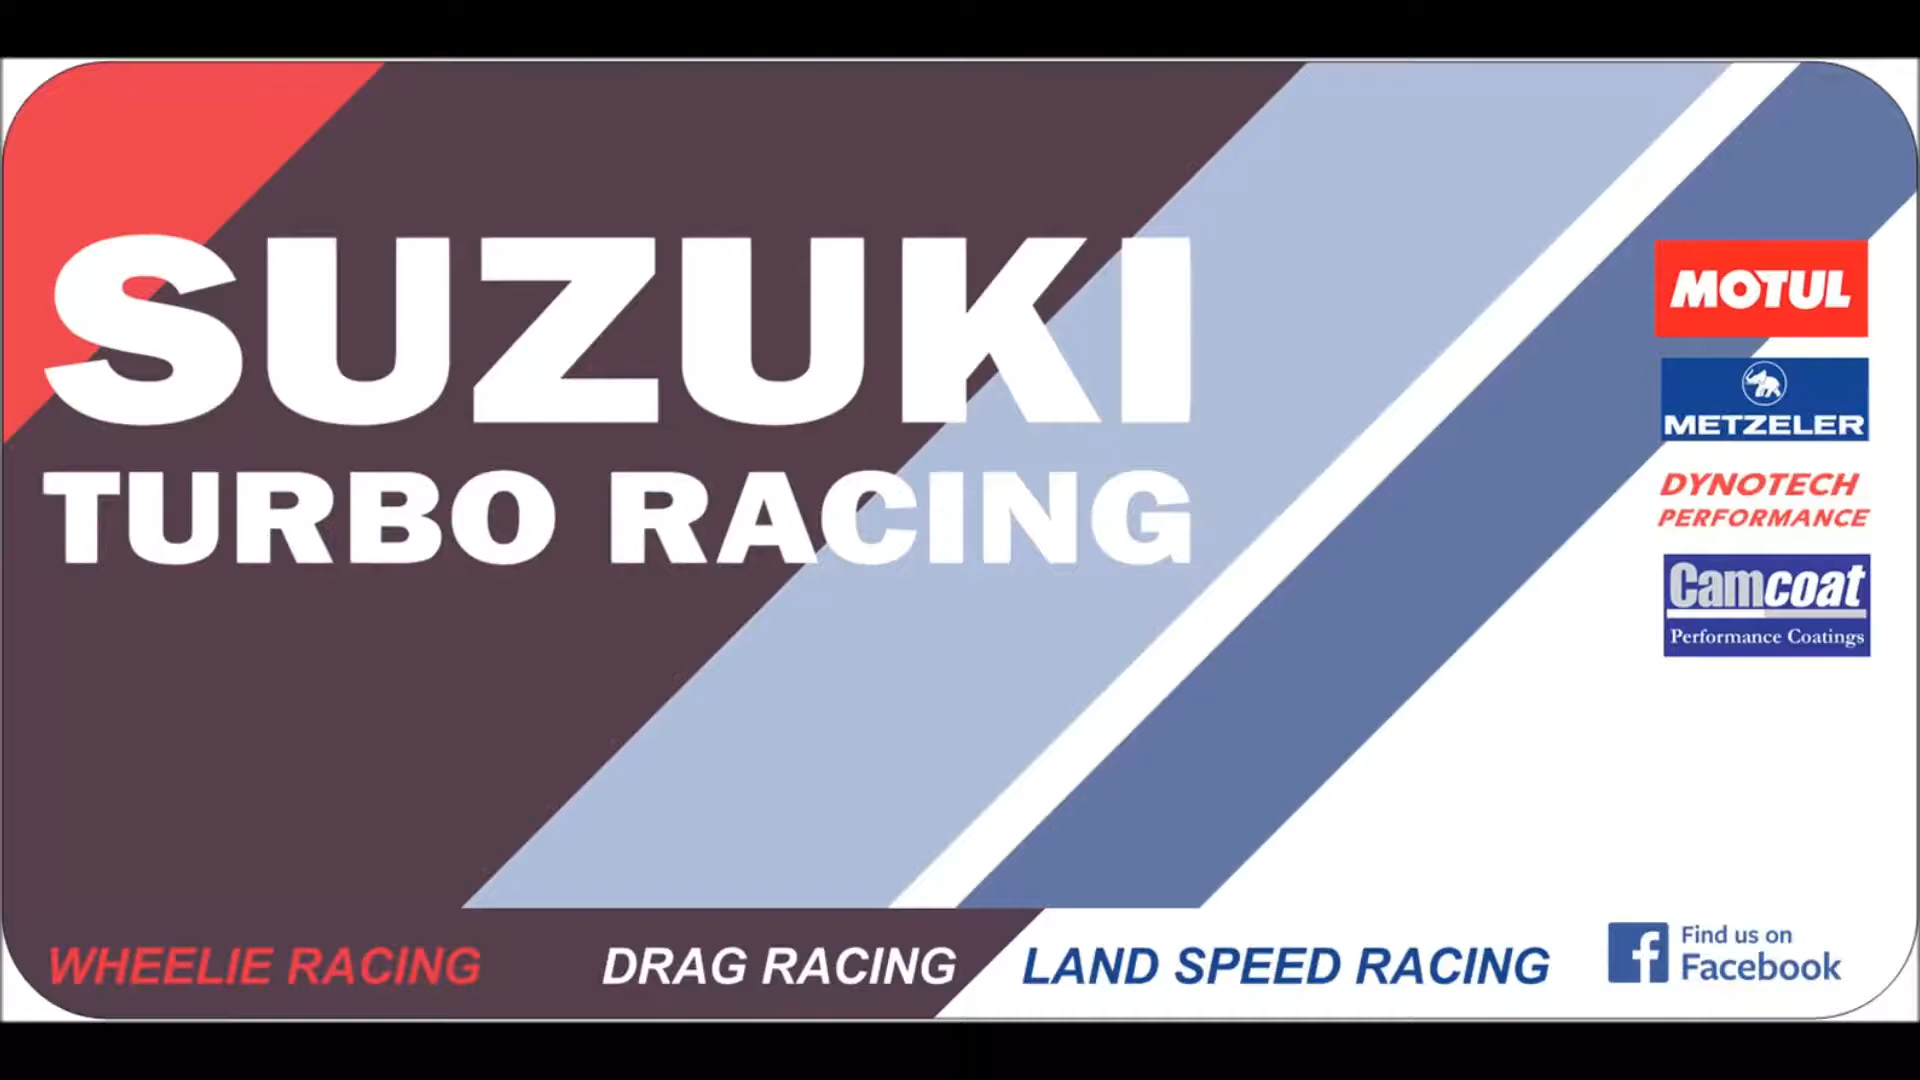 SUZUKI
TURBO RACING
MOTUL
METZELER
DYNOTECH
PERFORMANCE
Camcoat
Performance Coatings
WHEELIE RACING
DRAG RACING
LAND SPEED RACING
f
Find us on
Facebook